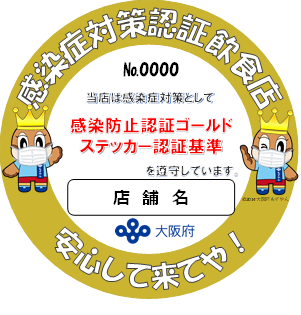 感染症対策認証飲食店
№0000
当店は感染症対策として
感染防止認証ゴールド
ステッカー認証基準
を遵守しています。
店舗名
大阪府
安心して来てや！